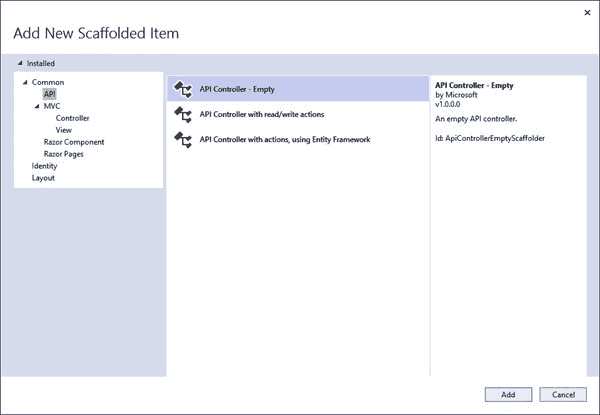 Add New Scaffolded Item
Installed
Common
API
MVC
Controller
View
Razor Component
Razor Pages
Identity
Layout
API Controller - Empty
API Controller with read/write actions
API Controller with actions, using Entity Framework
API Controller - Empty
by Microsoft
v1.0.0.0
An empty API controller.
Id: ApiControllerEmptyScaffolder
Add
Cancel